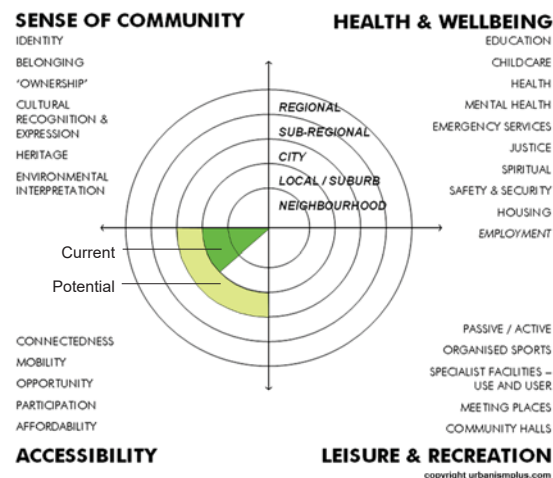 SENSE OF COMMUNITY
IDENTITY
BELONGING
‘OWNERSHIP’
CULTURAL
RECOGNITION &
EXPRESSION
HERITAGE
ENVIRONMENTAL
INTERPRETATION
HEALTH & WELLBEING
EDUCATION
CHILDCARE
HEALTH
MENTAL HEALTH
EMERGENCY SERVICES
JUSTICE
SPIRITUAL
SAFETY & SECURITY
HOUSING
EMPLOYMENT
REGIONAL
SUB-REGIONAL
CITY
LOCAL / SUBURB
NEIGHBOURHOOD
Current
Potential
CONNECTEDNESS
MOBILITY
OPPORTUNITY
PARTICIPATION
AFFORDABILITY
ACCESSIBILITY
PASSIVE / ACTIVE
ORGANISED SPORTS
SPECIALIST FACILITIES –
USE AND USER
MEETING PLACES
COMMUNITY HALLS
LEISURE & RECREATION
copyright urbanismplus.com